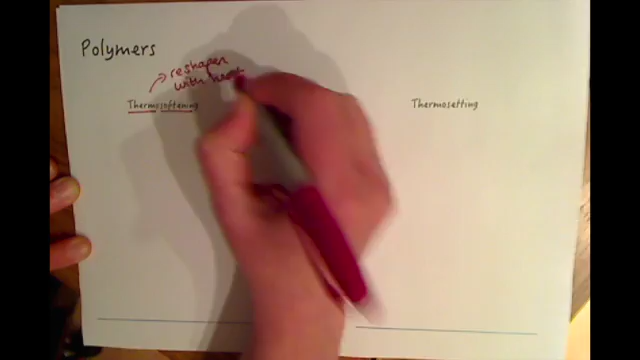 Polymers
reshapen
with heat
Thermosoftening
Thermosetting